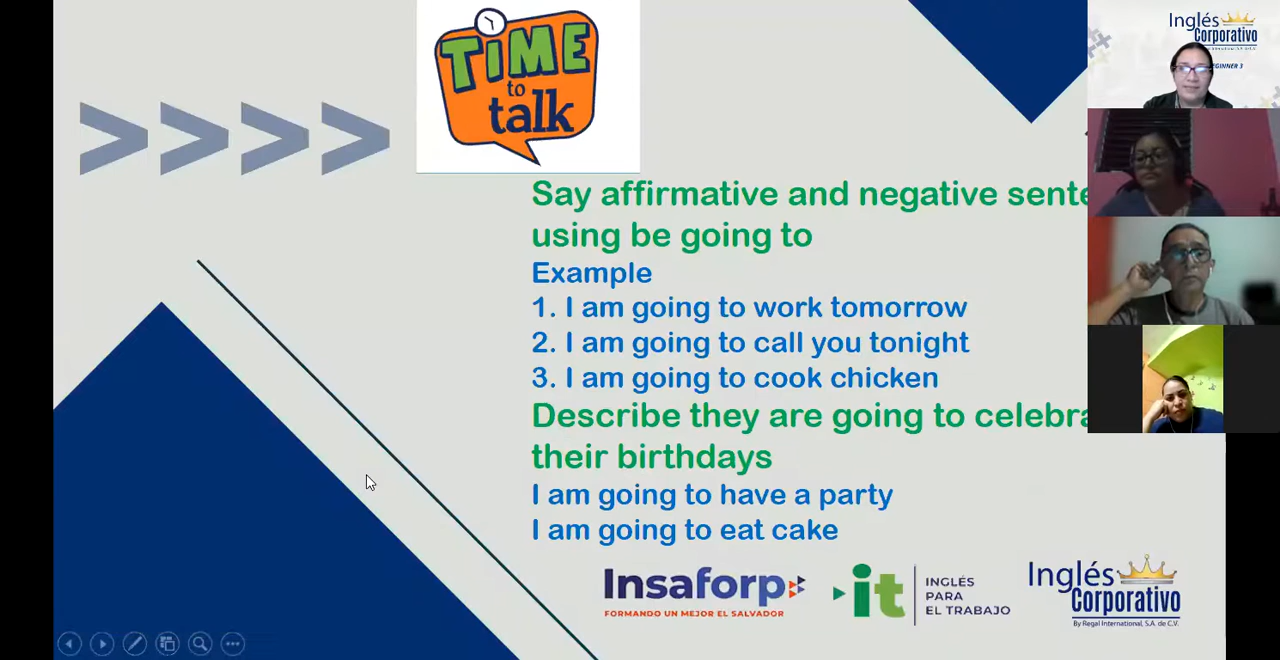 TIME
to
talk
Say affirmative and negative sente
using be going to
Example
1. I am going to work tomorrow
2. I am going to call you tonight
3. I am going to cook chicken
Describe they are going to celebra
their birthdays
I am going to have a party
I am going to eat cake
Insaforp
FORMANDO UN MEJOR EL SALVADOR
it
INGLÉS
PARA
EL TRABAJO
Inglés
Corporativo
By Regal International, S.A. de C.V.
Inglés
Corporativo